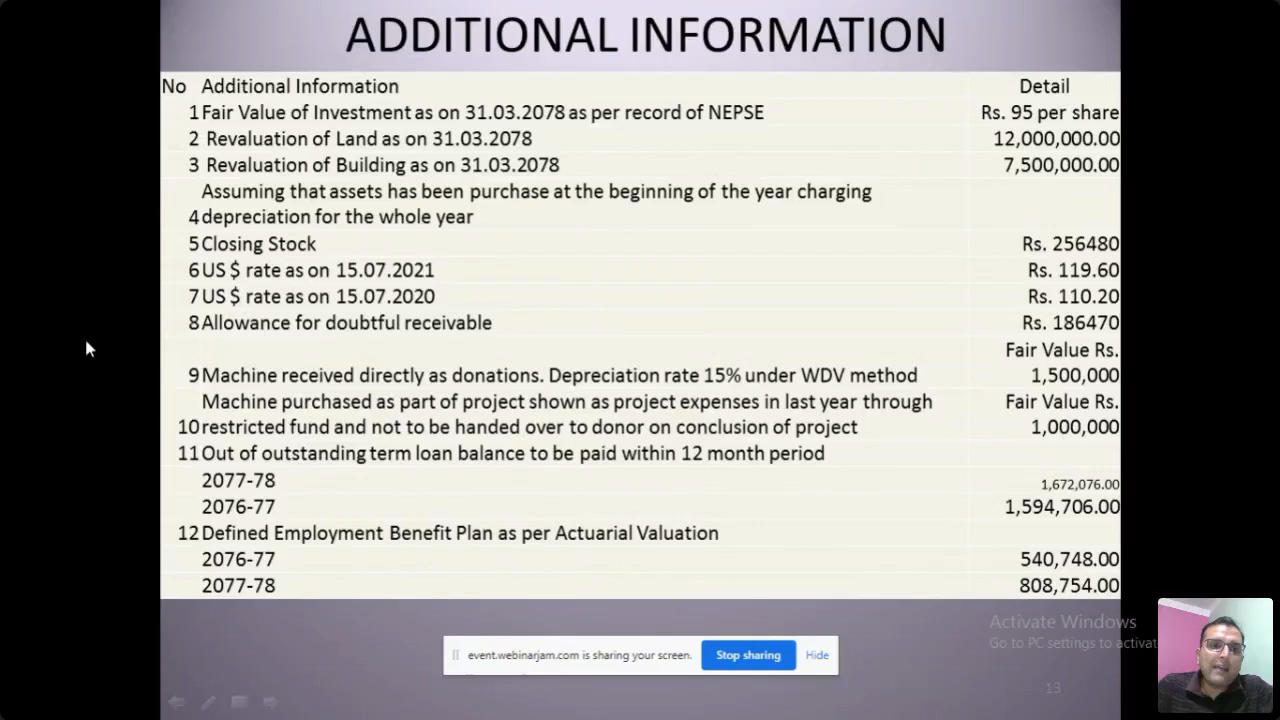 ADDITIONAL INFORMATION
No Additional Information Detail
1 Fair Value of Investment as on 31.03.2078 as per record of NEPSE Rs. 95 per share
2 Revaluation of Land as on 31.03.2078 12,000,000.00
3 Revaluation of Building as on 31.03.2078 7,500,000.00
Assuming that assets has been purchase at the beginning of the year charging
4 depreciation for the whole year
5 Closing Stock Rs. 256480
6 US $ rate as on 15.07.2021 Rs. 119.60
7 US $ rate as on 15.07.2020 Rs. 110.20
8 Allowance for doubtful receivable Rs. 186470
Fair Value Rs.
9 Machine received directly as donations. Depreciation rate 15% under WDV method 1,500,000
Machine purchased as part of project shown as project expenses in last year through Fair Value Rs.
10 restricted fund and not to be handed over to donor on conclusion of project 1,000,000
11 Out of outstanding term loan balance to be paid within 12 month period
2077-78 1,672,076.00
2076-77 1,594,706.00
12 Defined Employment Benefit Plan as per Actuarial Valuation
2076-77 540,748.00
2077-78 808,754.00
Activate Windows
Go to PC settings to activat
event.webinarjam.com is sharing your screen. Stop sharing Hide
13